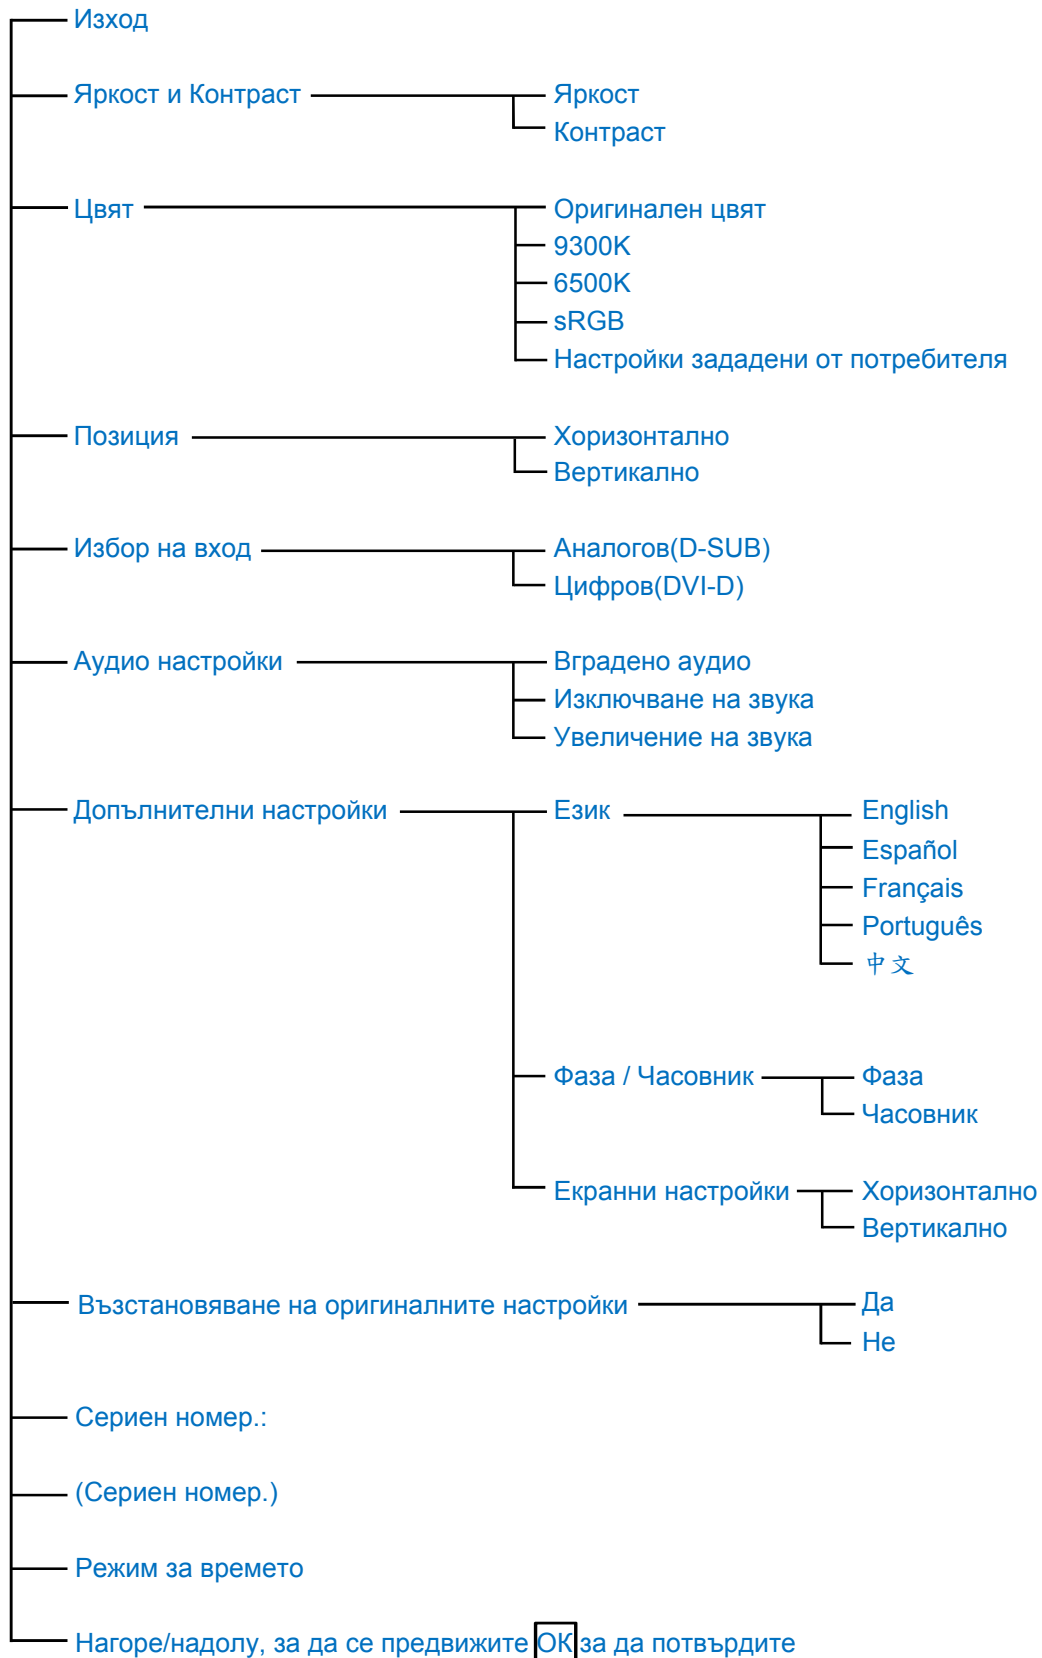 Изход
Яркост и Контраст
Яркост
Контраст
Цвят
Оригинален цвят
9300K
6500K
sRGB
Настройки зададени от потребителя
Позиция
Хоризонтално
Вертикално
Избор на вход
Аналогов(D-SUB)
Цифров(DVI-D)
Аудио настройки
Вградено аудио
Изключване на звука
Увеличение на звука
Допълнителни настройки
Език
English
Español
Français
Português
中文
Фаза / Часовник
Фаза
Часовник
Екранни настройки
Хоризонтално
Вертикално
Възстановяване на оригиналните настройки
Да
Не
Сериен номер.:
(Сериен номер.)
Режим за времето
Нагоре/надолу, за да се предвижите ОК за да потвърдите